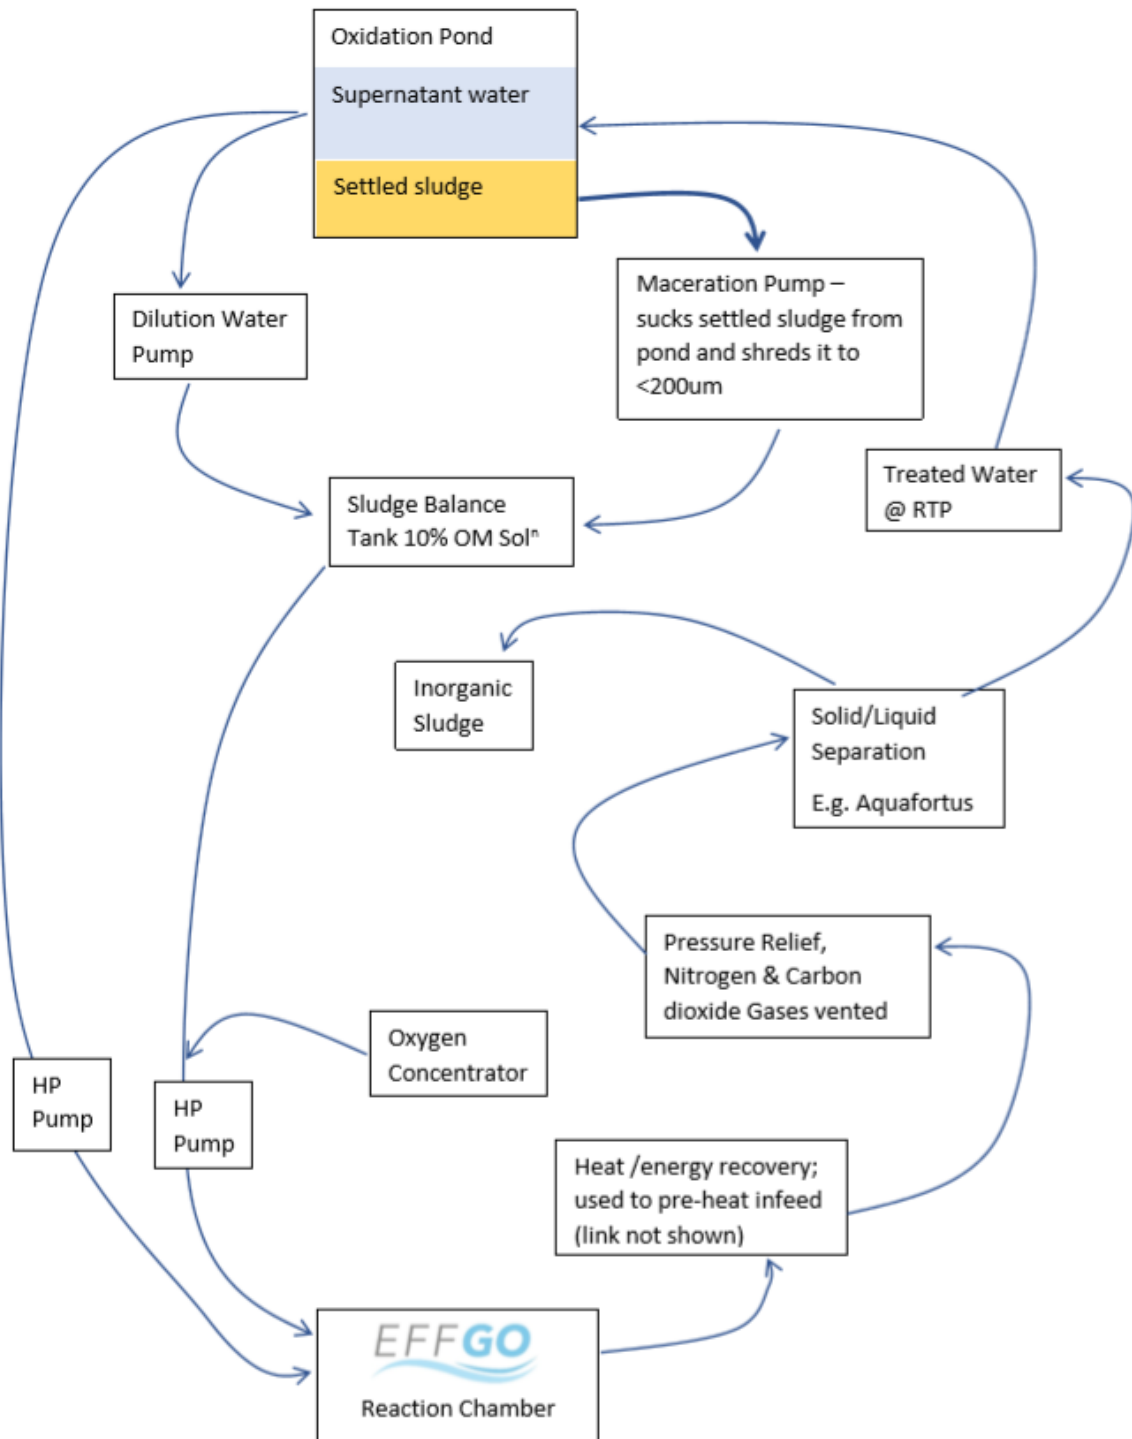 Oxidation Pond
Supernatant water
Settled sludge
Maceration Pump –
sucks settled sludge from
pond and shreds it to
<200um
Dilution Water
Pump
Treated Water
@ RTP
Sludge Balance
Tank 10% OM Solⁿ
Inorganic
Sludge
Solid/Liquid
Separation
E.g. Aquafortus
Pressure Relief,
Nitrogen & Carbon
dioxide Gases vented
Oxygen
Concentrator
HP
Pump
HP
Pump
Heat /energy recovery;
used to pre-heat infeed
(link not shown)
EFFGO
Reaction Chamber